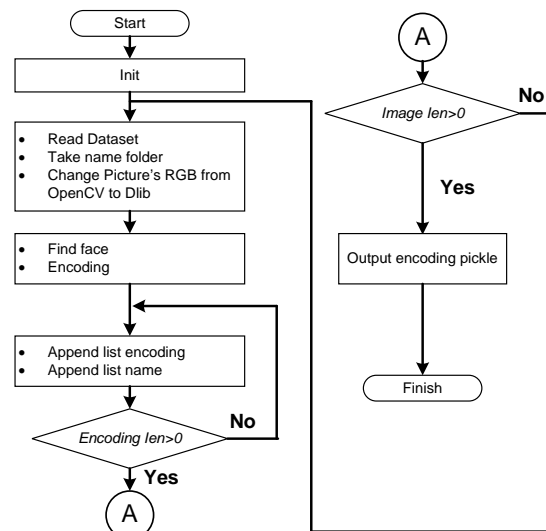 Start
Init
Read Dataset
Take name folder
Change Picture's RGB from
OpenCV to Dlib
Find face
Encoding
Append list encoding
Append list name
Encoding len>0
No
Yes
A
A
Image len>0
No
Yes
Output encoding pickle
Finish